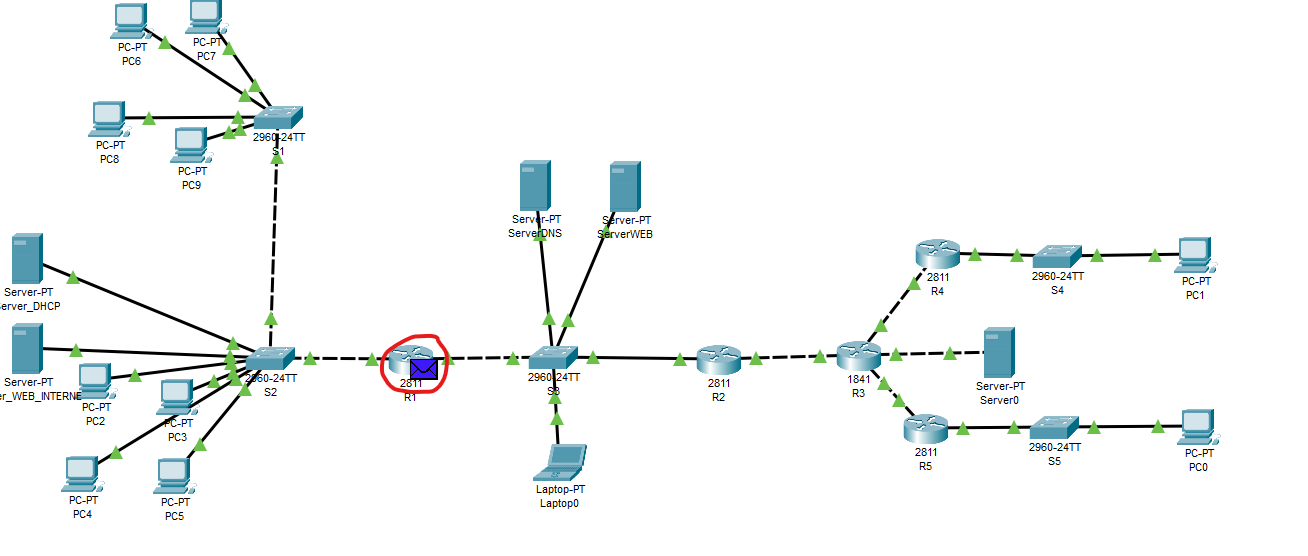 PC-PT
PC6
PC-PT
PC7
PC-PT
PC8
PC-PT
PC9
2960-24TT
S1
Server-PT
Server_DHCP
Server-PT
er_WEB_INTERNE
PC-PT
PC2
PC-PT
PC3
PC-PT
PC4
PC-PT
PC5
2960-24TT
S2
2811
R1
Server-PT
ServerDNS
Server-PT
ServerWEB
2960-24TT
S3
Laptop-PT
Laptop0
2811
R2
1841
R3
2811
R4
2960-24TT
S4
PC-PT
PC1
Server-PT
Server0
2811
R5
2960-24TT
S5
PC-PT
PC0